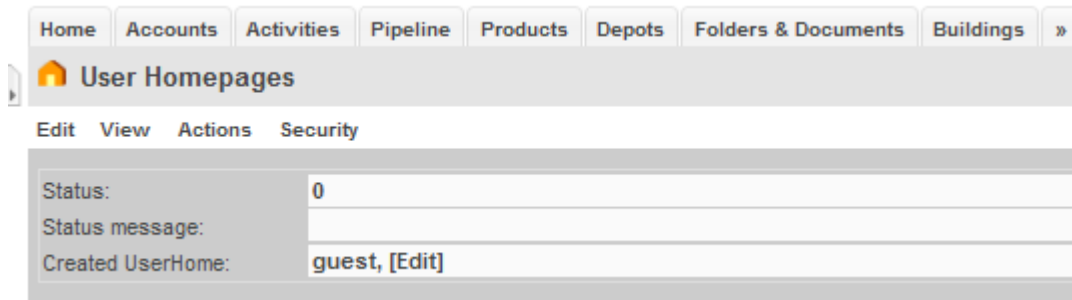 Home Accounts Activities Pipeline Products Depots Folders & Documents Buildings »
User Homepages
Edit View Actions Security
Status: 0
Status message:
Created UserHome: guest, [Edit]